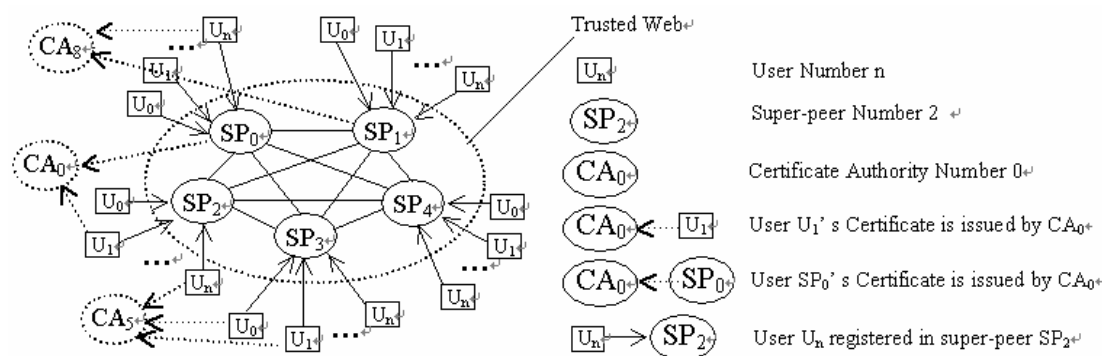 Trusted Web
CA8
Un
...
U1
U0
U0
U1
...
Un
SP0
SP1
CA0
U0
SP2
SP4
U0
U1
...
Un
SP3
U1
...
Un
CA5
U0
U1
...
Un
Un
User Number n
SP2
Super-peer Number 2
CA0
Certificate Authority Number 0
CA0
U1
User U1’s Certificate is issued by CA0
CA0
SP0
User SP0’s Certificate is issued by CA0
Un
SP2
User Un registered in super-peer SP2